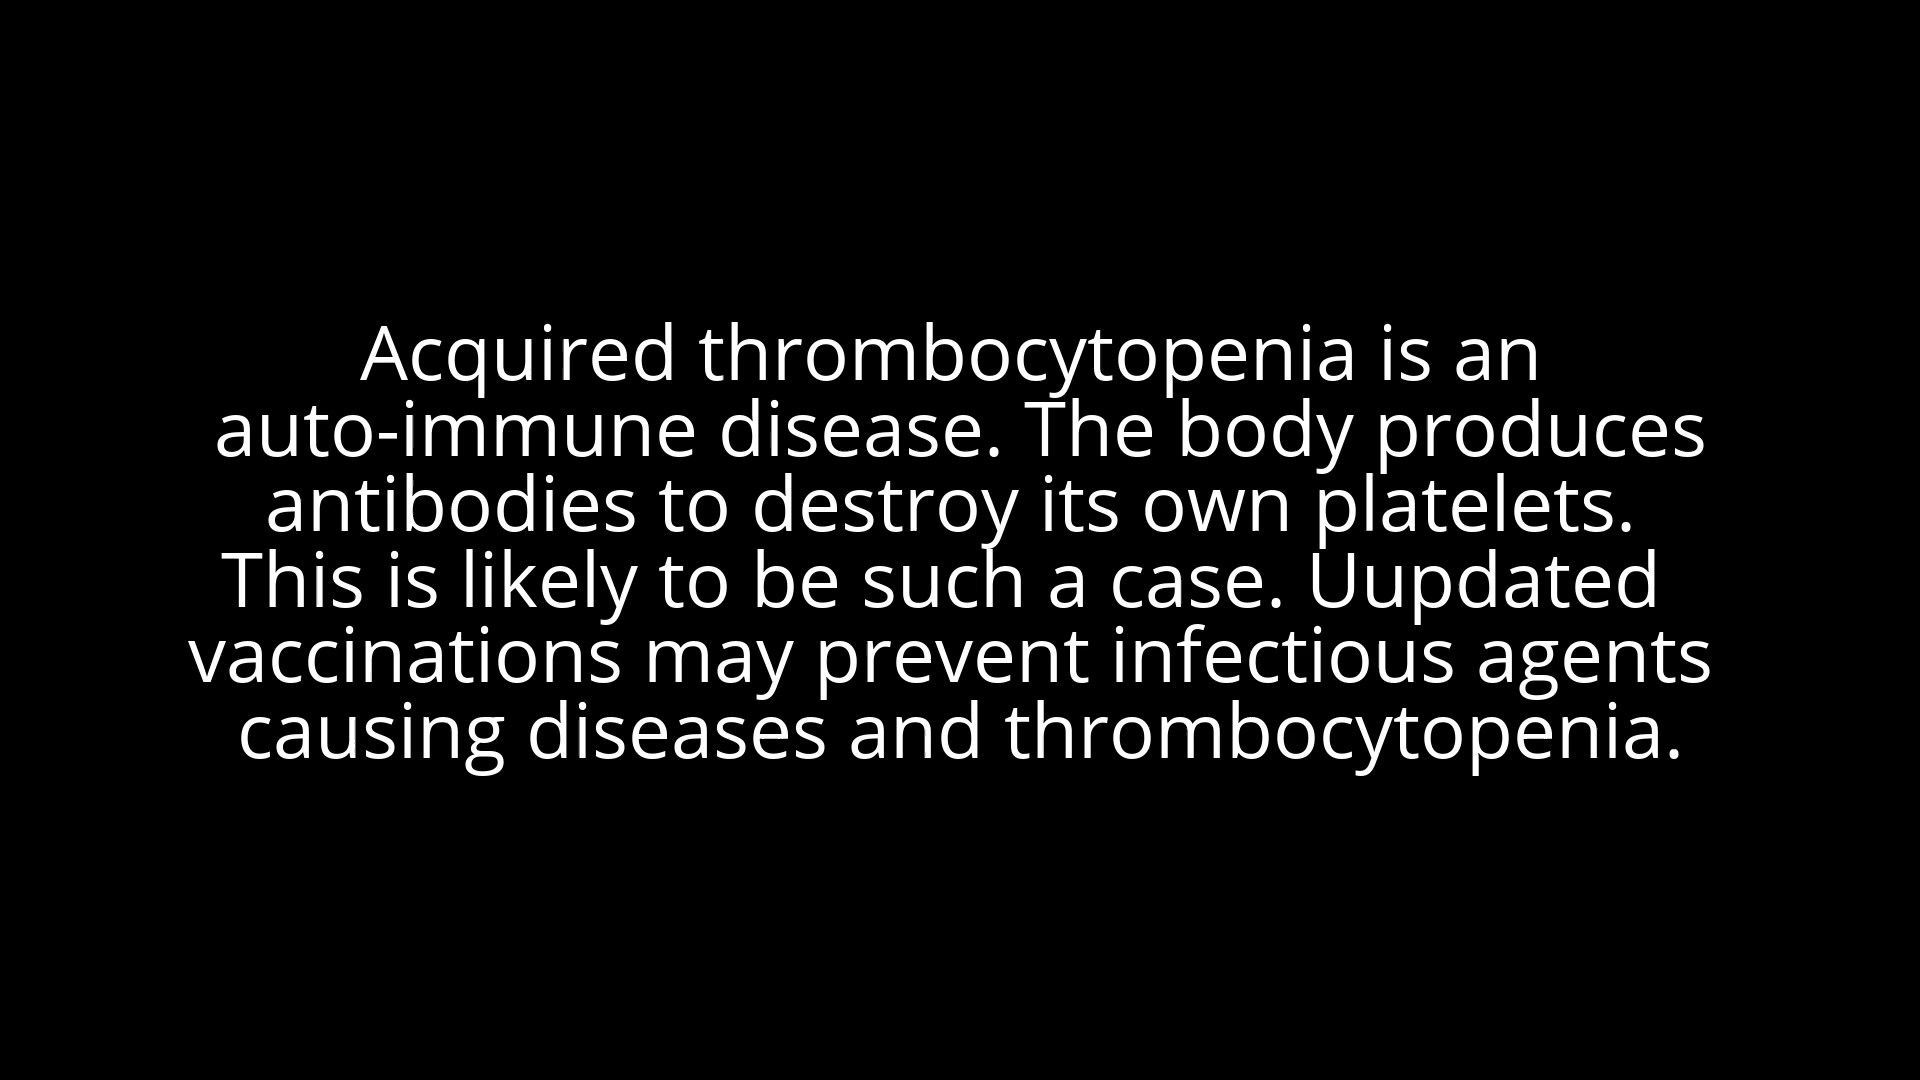 Acquired thrombocytopenia is an
auto-immune disease. The body produces
antibodies to destroy its own platelets.
This is likely to be such a case. Uupdated
vaccinations may prevent infectious agents
causing diseases and thrombocytopenia.